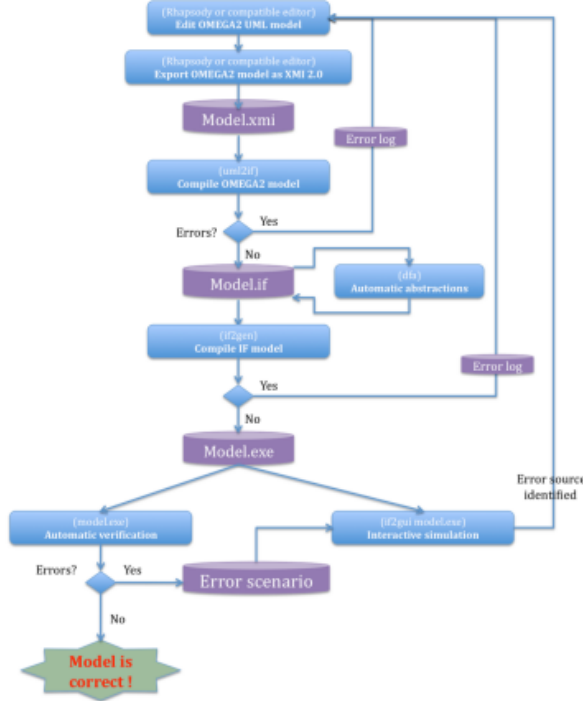 (Rhapsody or compatible editor)
Edit OMEGA2 UML model
(Rhapsody or compatible editor)
Export OMEGA2 model as XMI 2.0
Model.xmi
Error log
(uml2if)
Compile OMEGA2 model
Errors?
Yes
No
Model.if
(dfs)
Automatic abstractions
(if2gen)
Compile IF model
Error log
Yes
No
Model.exe
Error source
identified
(model.exe)
Automatic verification
(if2gui model.exe)
Interactive simulation
Errors?
Yes
Error scenario
No
Model is
correct !